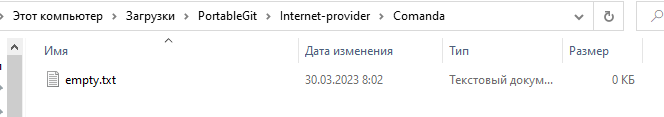 Этот компьютер > Загрузки > PortableGit > Internet-provider > Comanda
Имя Дата изменения Тип Размер
empty.txt 30.03.2023 8:02 Текстовый докум... 0 КБ